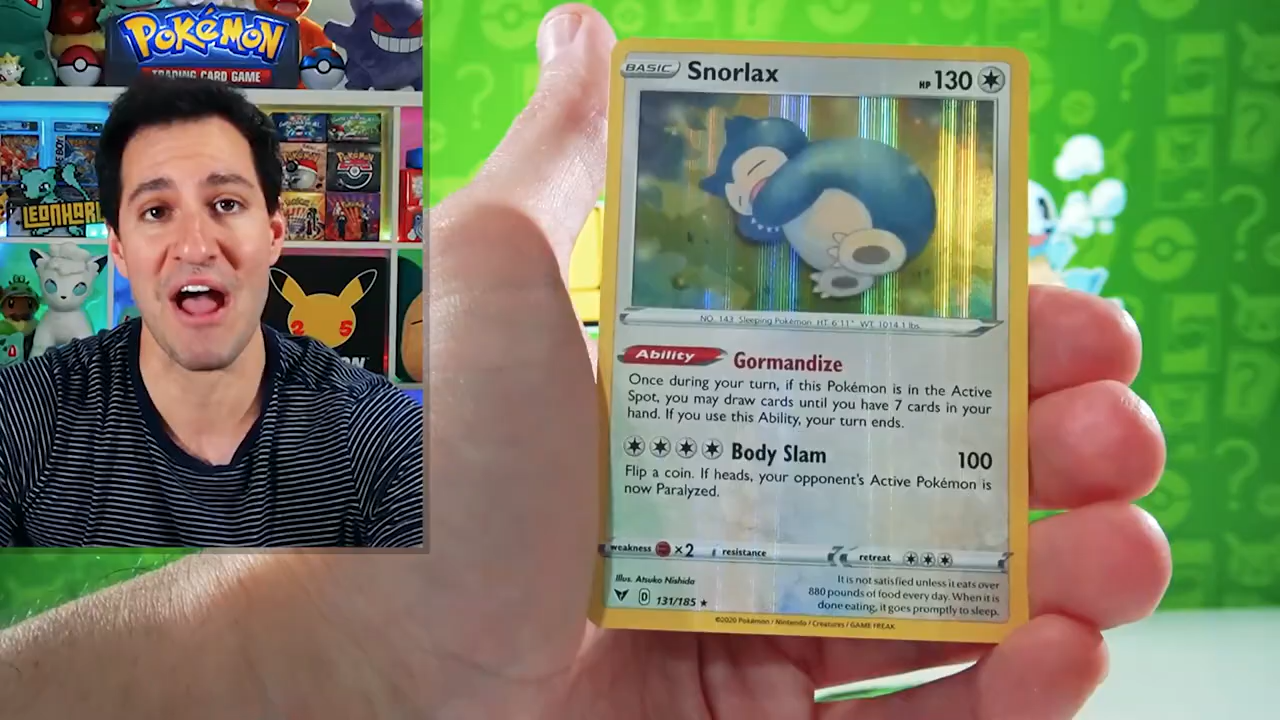 POKéMON
TRADING CARD GAME
LEONHAR
25
BASIC Snorlax HP 130
NO. 143 Sleeping Pokémon HT: 6'11" WT: 1014.1 lbs.
Ability Gormandize
Once during your turn, if this Pokémon is in the Active
Spot, you may draw cards until you have 7 cards in your
hand. If you use this Ability, your turn ends.
Body Slam 100
Flip a coin. If heads, your opponent's Active Pokémon is
now Paralyzed.
weakness ×2 resistance retreat
Illus. Atsuko Nishida
D 131/185 ★
It is not satisfied unless it eats over
880 pounds of food every day. When it is
done eating, it goes promptly to sleep.
©2020 Pokémon / Nintendo / Creatures / GAME FREAK